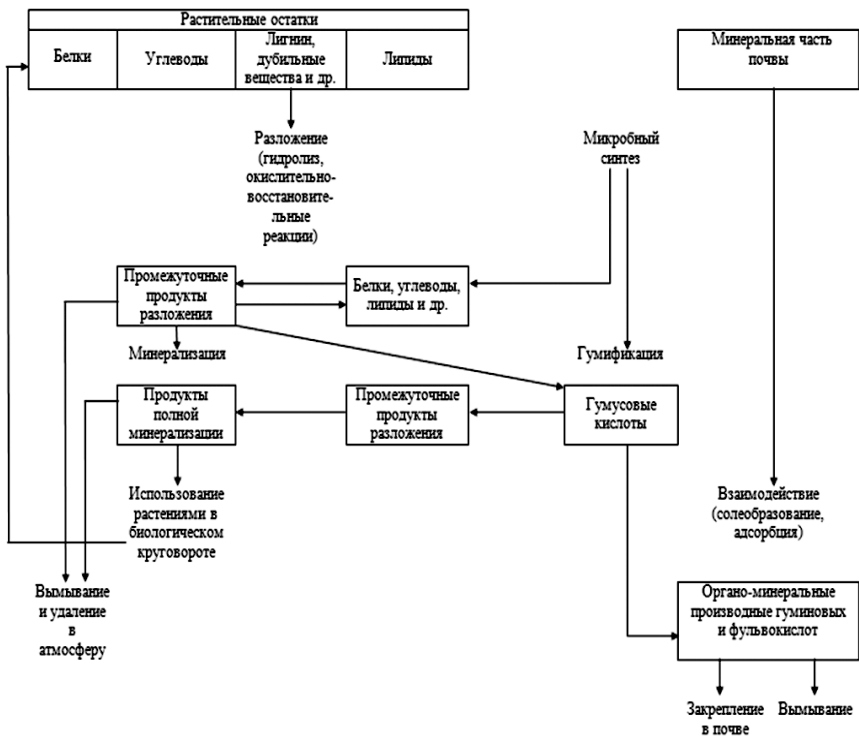 Растительные остатки
Белки
Углеводы
Лигнин,
дубильные
вещества и др.
Липиды
Минеральная часть
почвы
Разложение
(гидролиз,
окислительно-
восстановите-
льные
реакции)
Микробный
синтез
Промежуточные
продукты
разложения
Белки, углеводы,
липиды и др.
Минерализация
Гумификация
Продукты
полной
минерализации
Промежуточные
продукты
разложения
Гумусовые
кислоты
Использование
растениями в
биологическом
круговороте
Взаимодействие
(солеобразование,
адсорбция)
Вымывание
и удаление
в
атмосферу
Органо-минеральные
производные гуминовых
и фульвокислот
Закрепление
в почве
Вымывание